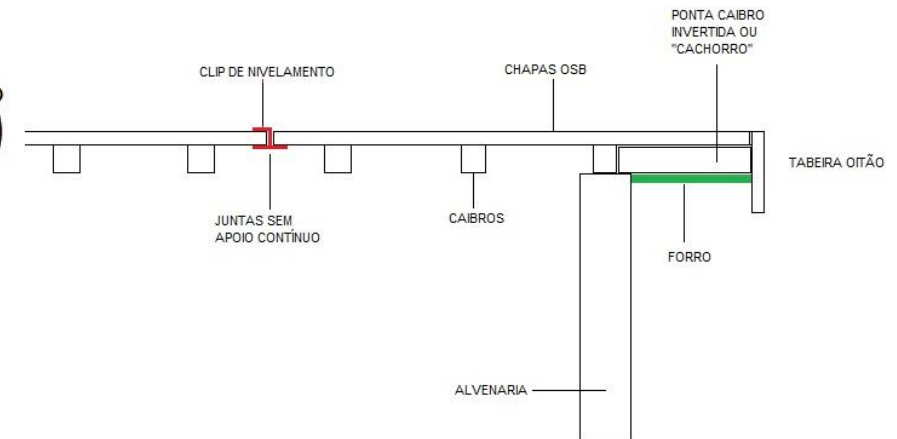 PONTA CAIBRO
INVERTIDA OU
"CACHORRO"
CLIP DE NIVELAMENTO
CHAPAS OSB
TABEIRA OITÃO
JUNTAS SEM
APOIO CONTÍNUO
CAIBROS
FORRO
ALVENARIA